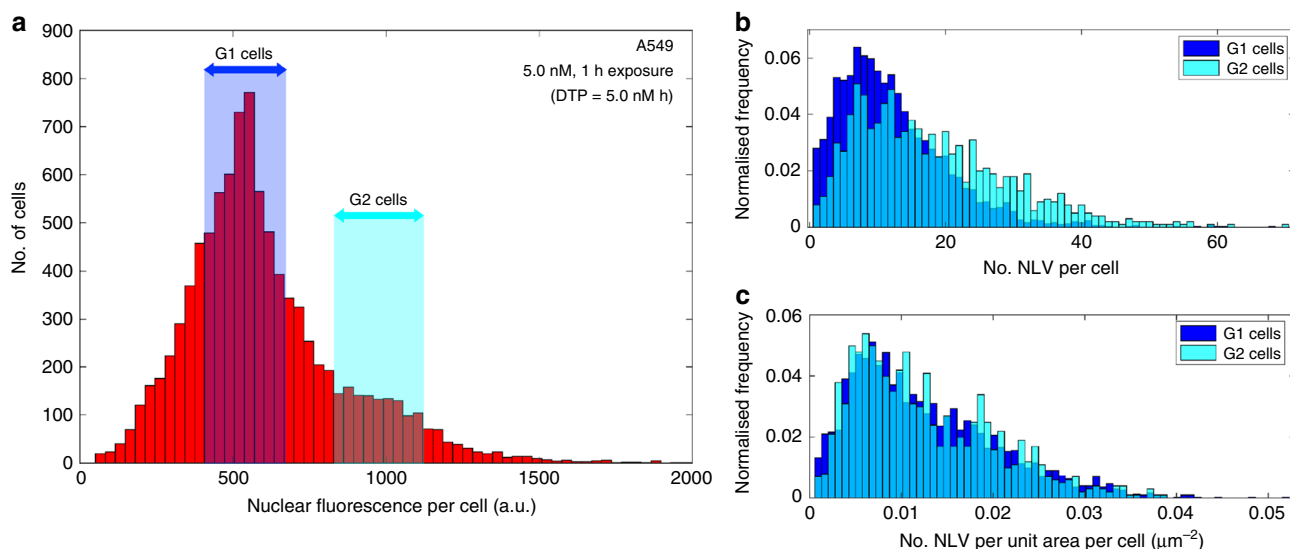 a
900
800
700
600
500
400
300
200
100
0
No. of cells
G1 cells
G2 cells
A549
5.0 nM, 1 h exposure
(DTP = 5.0 nM h)
0 500 1000 1500 2000
Nuclear fluorescence per cell (a.u.)
b
0.06
0.04
0.02
0
Normalised frequency
G1 cells
G2 cells
0 20 40 60
No. NLV per cell
c
0.06
0.04
0.02
0
Normalised frequency
G1 cells
G2 cells
0 0.01 0.02 0.03 0.04 0.05
No. NLV per unit area per cell (μm⁻²)